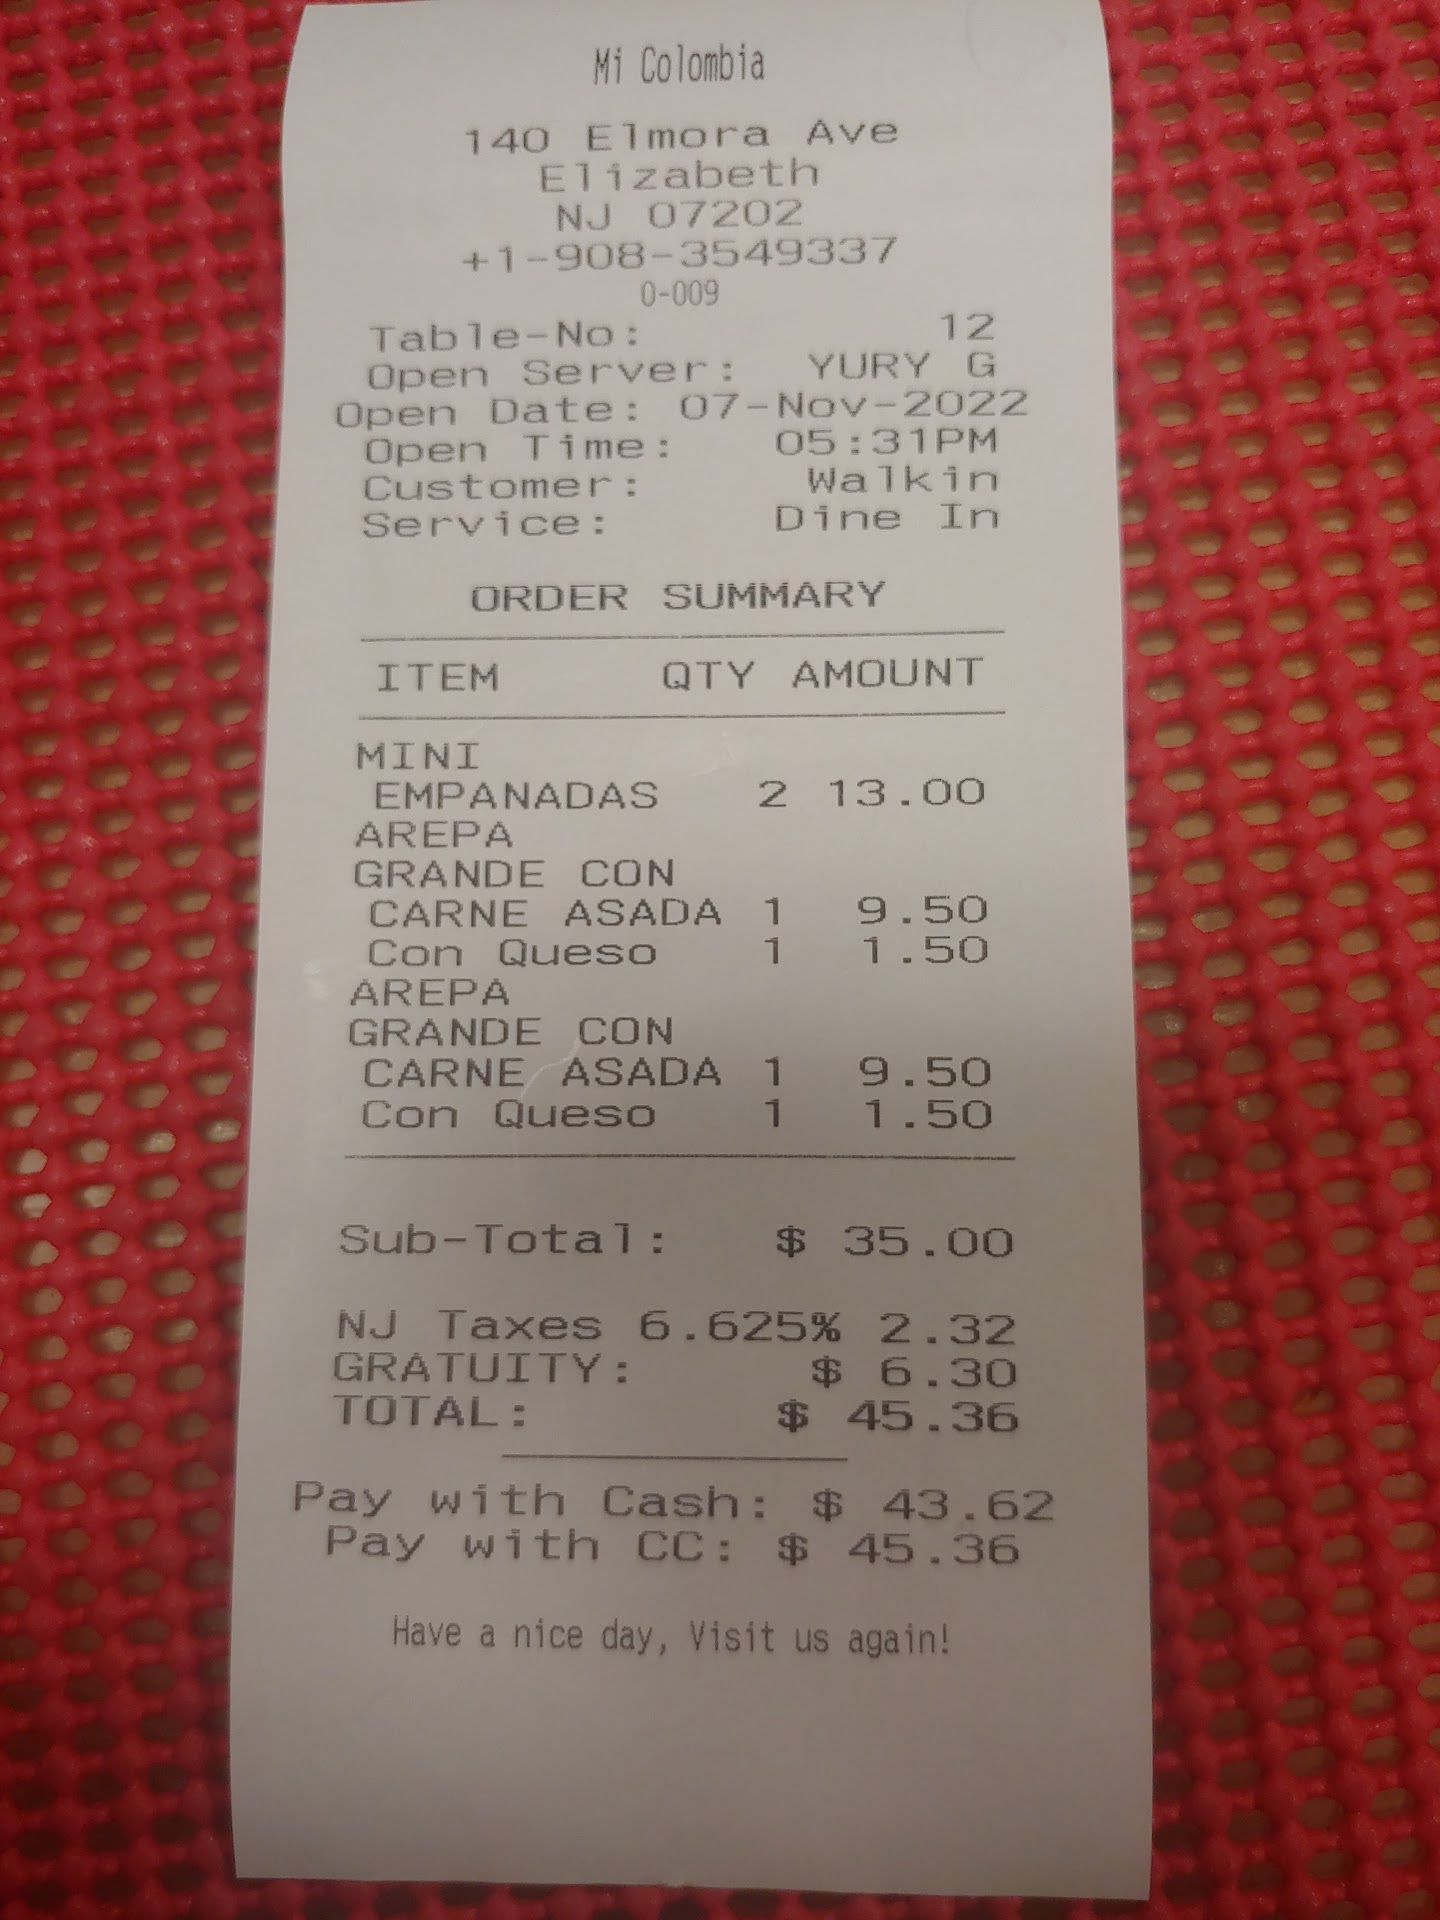 Mi Colombia
140 Elmora Ave
Elizabeth
NJ 07202
+1-908-3549337
0-009
Table-No: 12
Open Server: YURY G
Open Date: 07-Nov-2022
Open Time: 05:31PM
Customer: Walkin
Service: Dine In
ORDER SUMMARY
ITEM QTY AMOUNT
MINI
EMPANADAS 2 13.00
AREPA
GRANDE CON
CARNE ASADA 1 9.50
Con Queso 1 1.50
AREPA
GRANDE CON
CARNE ASADA 1 9.50
Con Queso 1 1.50
Sub-Total: $ 35.00
NJ Taxes 6.625% 2.32
GRATUITY: $ 6.30
TOTAL: $ 45.36
Pay with Cash: $ 43.62
Pay with CC: $ 45.36
Have a nice day, Visit us again!